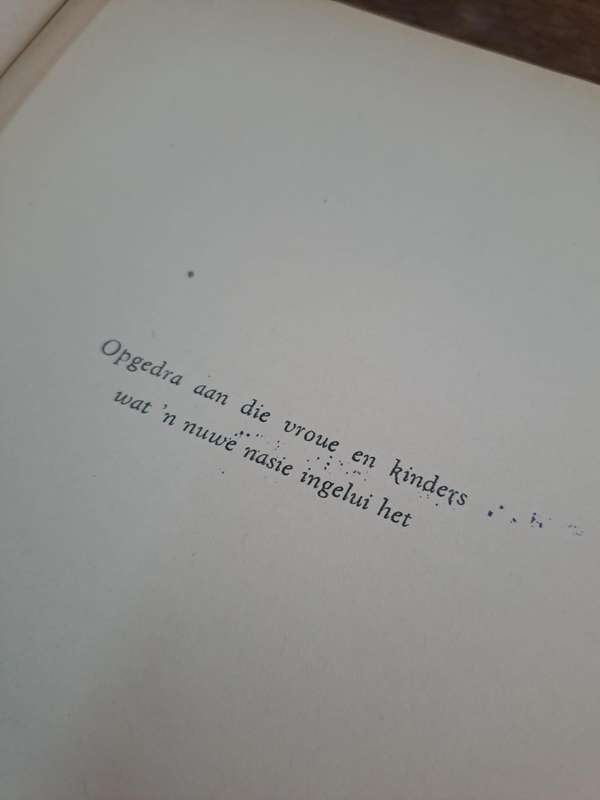 Opgedra aan die vroue en kinders
wat 'n nuwe nasie ingelui het